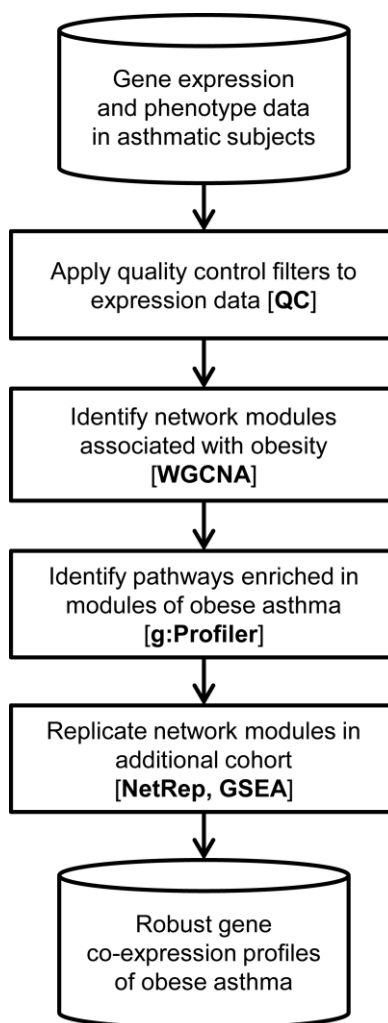 Gene expression
and phenotype data
in asthmatic subjects
Apply quality control filters to
expression data [QC]
Identify network modules
associated with obesity
[WGCNA]
Identify pathways enriched in
modules of obese asthma
[g:Profiler]
Replicate network modules in
additional cohort
[NetRep, GSEA]
Robust gene
co-expression profiles
of obese asthma